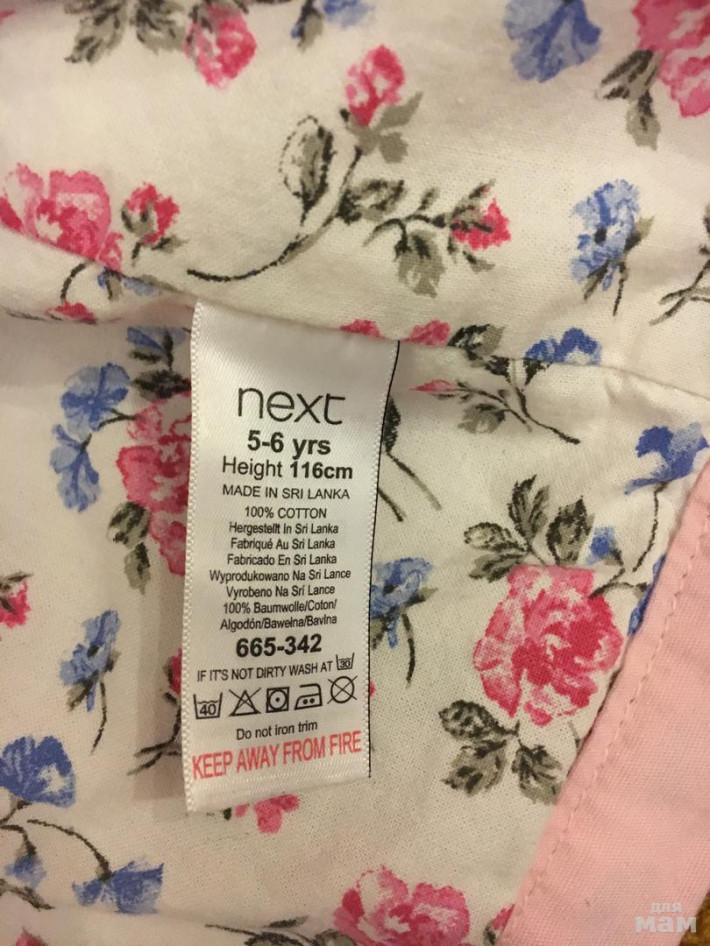 next
5-6 yrs
Height 116cm
MADE IN SRI LANKA
100% COTTON
Hergestellt In Sri Lanka
Fabriqué Au Sri Lanka
Fabricado En Sri Lanka
Wyprodukowano Na Sri Lance
Vyrobeno Na Srí Lance
100% Baumwolle/Coton/
Algodón/Bawełna/Bavlna
665-342
IF IT'S NOT DIRTY WASH AT 30
40
Do not iron trim
KEEP AWAY FROM FIRE
для
мам